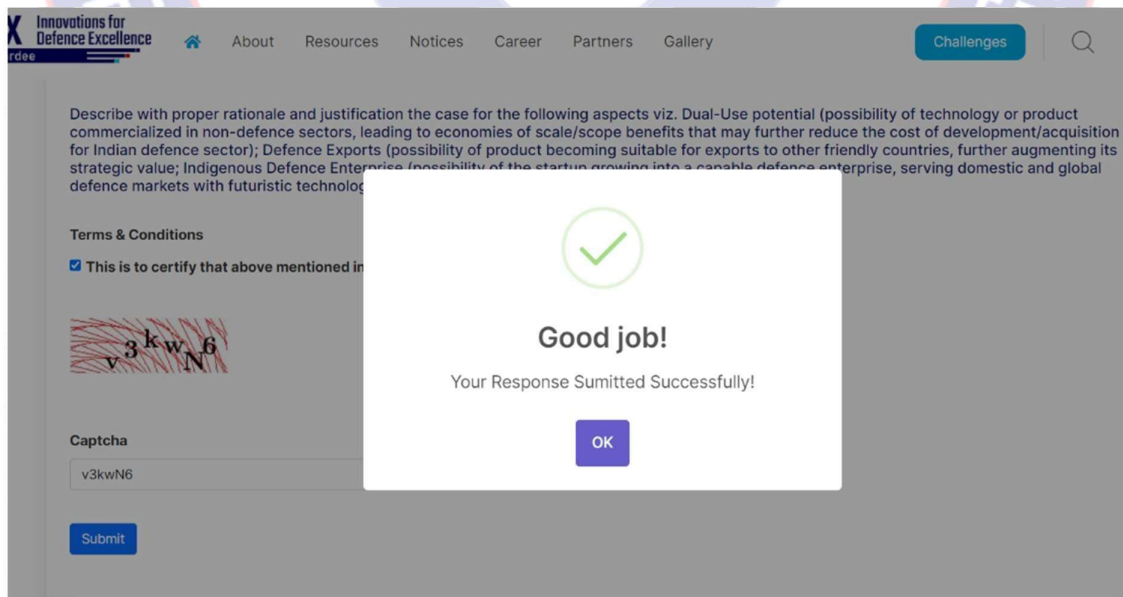 X Innovations for
Defence Excellence
rdee
About Resources Notices Career Partners Gallery Challenges
Describe with proper rationale and justification the case for the following aspects viz. Dual-Use potential (possibility of technology or product
commercialized in non-defence sectors, leading to economies of scale/scope benefits that may further reduce the cost of development/acquisition
for Indian defence sector); Defence Exports (possibility of product becoming suitable for exports to other friendly countries, further augmenting its
strategic value; Indigenous Defence Enterprise (possibility of the startup growing into a capable defence enterprise, serving domestic and global
defence markets with futuristic
Terms & Conditions
This is to certify that above mentioned
v3kwN6
Good job!
Your Response Sumitted Successfully!
OK
Captcha
v3kwN6
Submit